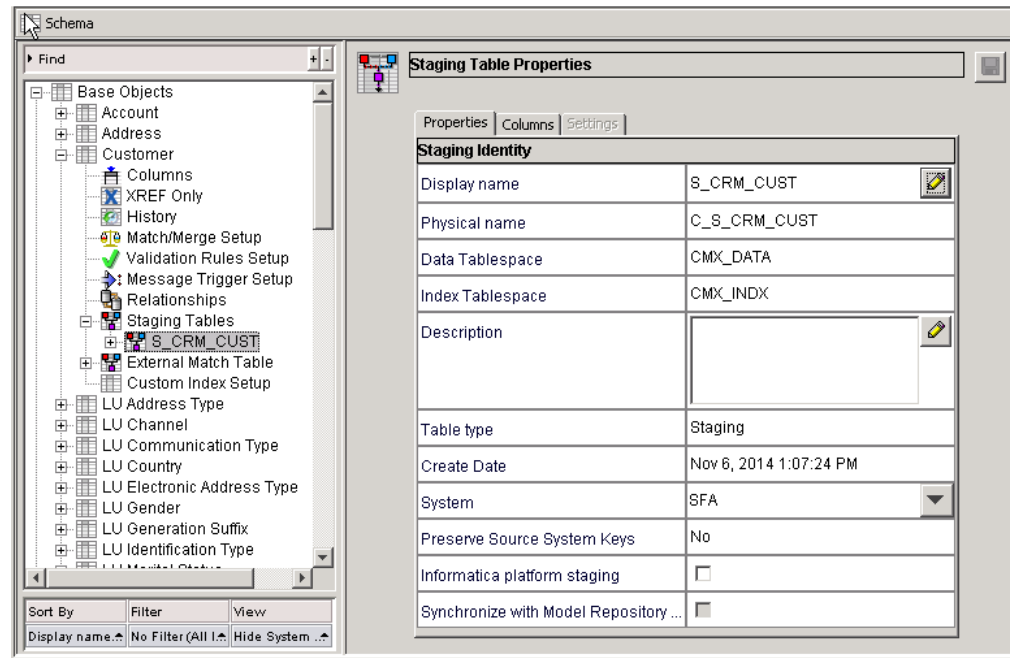 Schema
Find
+ -
Base Objects
Account
Address
Customer
Columns
XREF Only
History
Match/Merge Setup
Validation Rules Setup
Message Trigger Setup
Relationships
Staging Tables
S_CRM_CUST
External Match Table
Custom Index Setup
LU Address Type
LU Channel
LU Communication Type
LU Country
LU Electronic Address Type
LU Gender
LU Generation Suffix
LU Identification Type
Sort By Filter View
Display name. No Filter (All I. Hide System ..
Staging Table Properties
Properties Columns Settings
Staging Identity
Display name S_CRM_CUST
Physical name C_S_CRM_CUST
Data Tablespace CMX_DATA
Index Tablespace CMX_INDX
Description
Table type Staging
Create Date Nov 6, 2014 1:07:24 PM
System SFA
Preserve Source System Keys No
Informatica platform staging
Synchronize with Model Repository ...